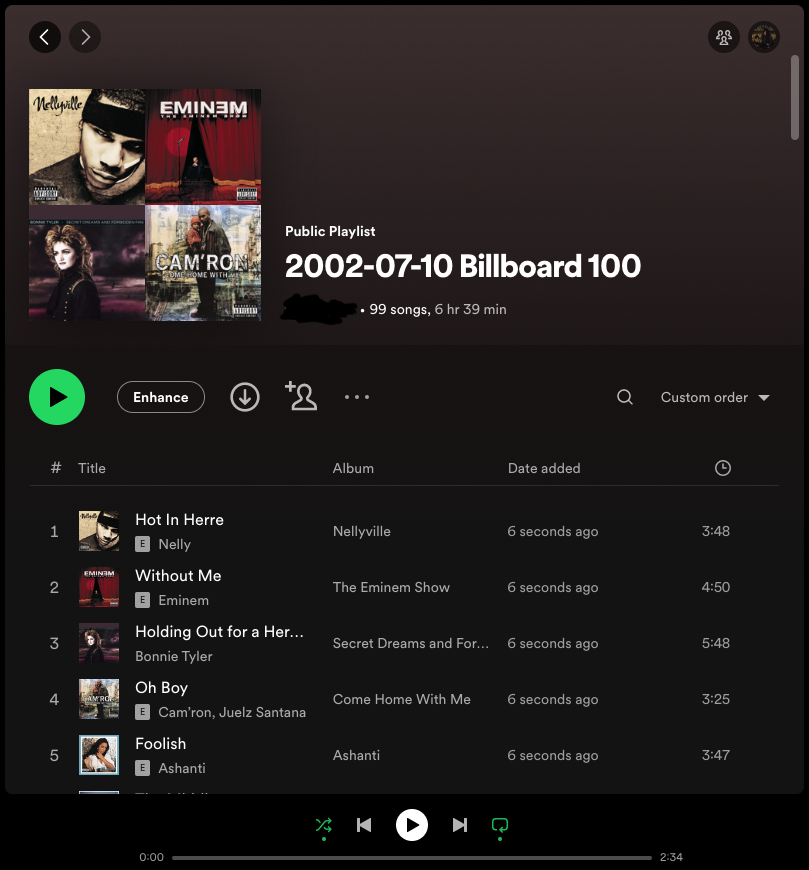 Nellyville
EMINEM
THE EMINEM SHOW
BONNIE TYLER SECRET DREAMS AND FORBIDDEN FIRE
CAM'RON
COME HOME WITH ME
Public Playlist
2002-07-10 Billboard 100
• 99 songs, 6 hr 39 min
Enhance
Custom order
# Title Album Date added
1 Hot In Herre Nellyville 6 seconds ago 3:48
E Nelly
2 Without Me The Eminem Show 6 seconds ago 4:50
E Eminem
3 Holding Out for a Her... Secret Dreams and For... 6 seconds ago 5:48
Bonnie Tyler
4 Oh Boy Come Home With Me 6 seconds ago 3:25
E Cam'ron, Juelz Santana
5 Foolish Ashanti 6 seconds ago 3:47
E Ashanti
0:00 2:34